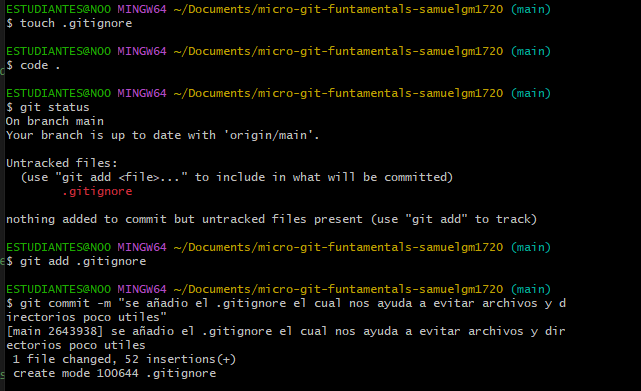 ESTUDIANTES@NOO MINGW64 ~/Documents/micro-git-funtamentals-samuelgm1720 (main)
$ touch .gitignore
ESTUDIANTES@NOO MINGW64 ~/Documents/micro-git-funtamentals-samuelgm1720 (main)
$ code .
ESTUDIANTES@NOO MINGW64 ~/Documents/micro-git-funtamentals-samuelgm1720 (main)
$ git status
On branch main
Your branch is up to date with 'origin/main'.
Untracked files:
  (use "git add <file>..." to include in what will be committed)
        .gitignore
nothing added to commit but untracked files present (use "git add" to track)
ESTUDIANTES@NOO MINGW64 ~/Documents/micro-git-funtamentals-samuelgm1720 (main)
$ git add .gitignore
ESTUDIANTES@NOO MINGW64 ~/Documents/micro-git-funtamentals-samuelgm1720 (main)
$ git commit -m "se añadio el .gitignore el cual nos ayuda a evitar archivos y d
irectorios poco utiles"
[main 2643938] se añadio el .gitignore el cual nos ayuda a evitar archivos y dir
ectorios poco utiles
 1 file changed, 52 insertions(+)
 create mode 100644 .gitignore